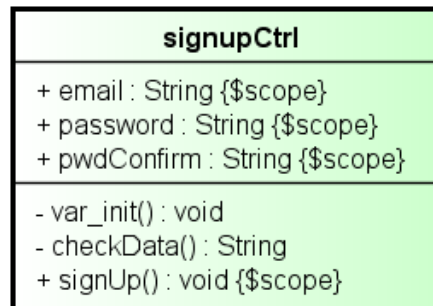 signupCtrl
+ email : String {$scope}
+ password : String {$scope}
+ pwdConfirm : String {$scope}
- var_init() : void
- checkData() : String
+ signUp() : void {$scope}